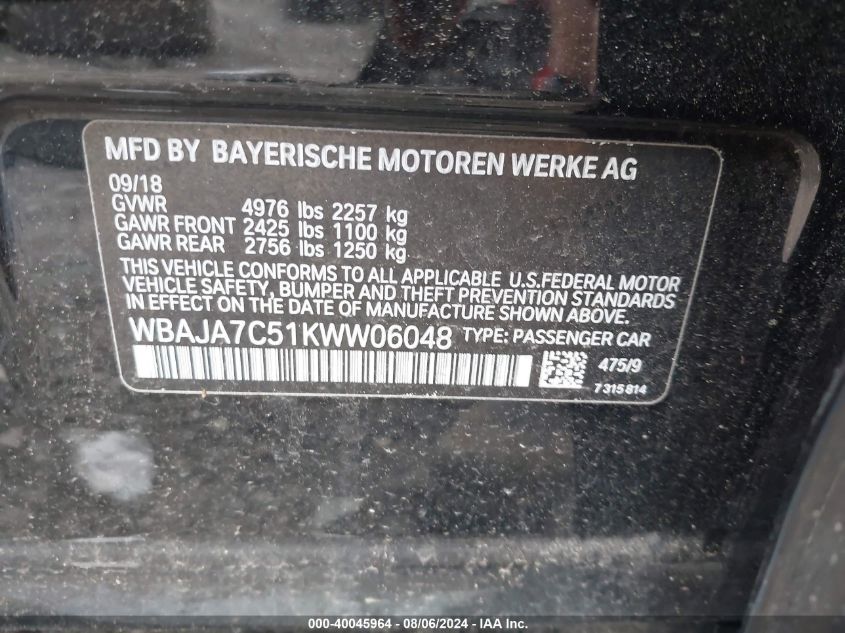 MFD BY BAYERISCHE MOTOREN WERKE AG
09/18
GVWR 4976 lbs 2257 kg
GAWR FRONT 2425 lbs 1100 kg
GAWR REAR 2756 lbs 1250 kg
THIS VEHICLE CONFORMS TO ALL APPLICABLE U.S.FEDERAL MOTOR
VEHICLE SAFETY, BUMPER AND THEFT PREVENTION STANDARDS
IN EFFECT ON THE DATE OF MANUFACTURE SHOWN ABOVE.
WBAJA7C51KWW06048 TYPE: PASSENGER CAR
475/9
7315814
000-40045964 - 08/06/2024 - IAA Inc.